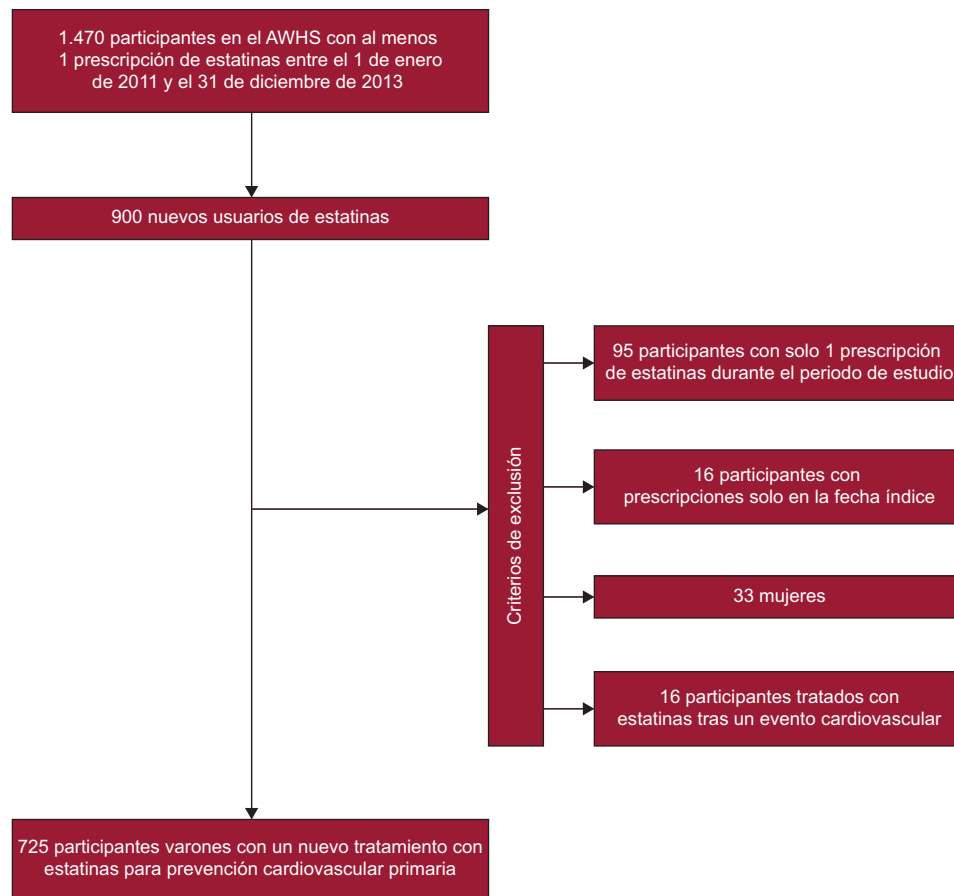 1.470 participantes en el AWHS con al menos
1 prescripción de estatinas entre el 1 de enero
de 2011 y el 31 de diciembre de 2013
900 nuevos usuarios de estatinas
Criterios de exclusión
95 participantes con solo 1 prescripción
de estatinas durante el periodo de estudio
16 participantes con
prescripciones solo en la fecha índice
33 mujeres
16 participantes tratados con
estatinas tras un evento cardiovascular
725 participantes varones con un nuevo tratamiento con
estatinas para prevención cardiovascular primaria